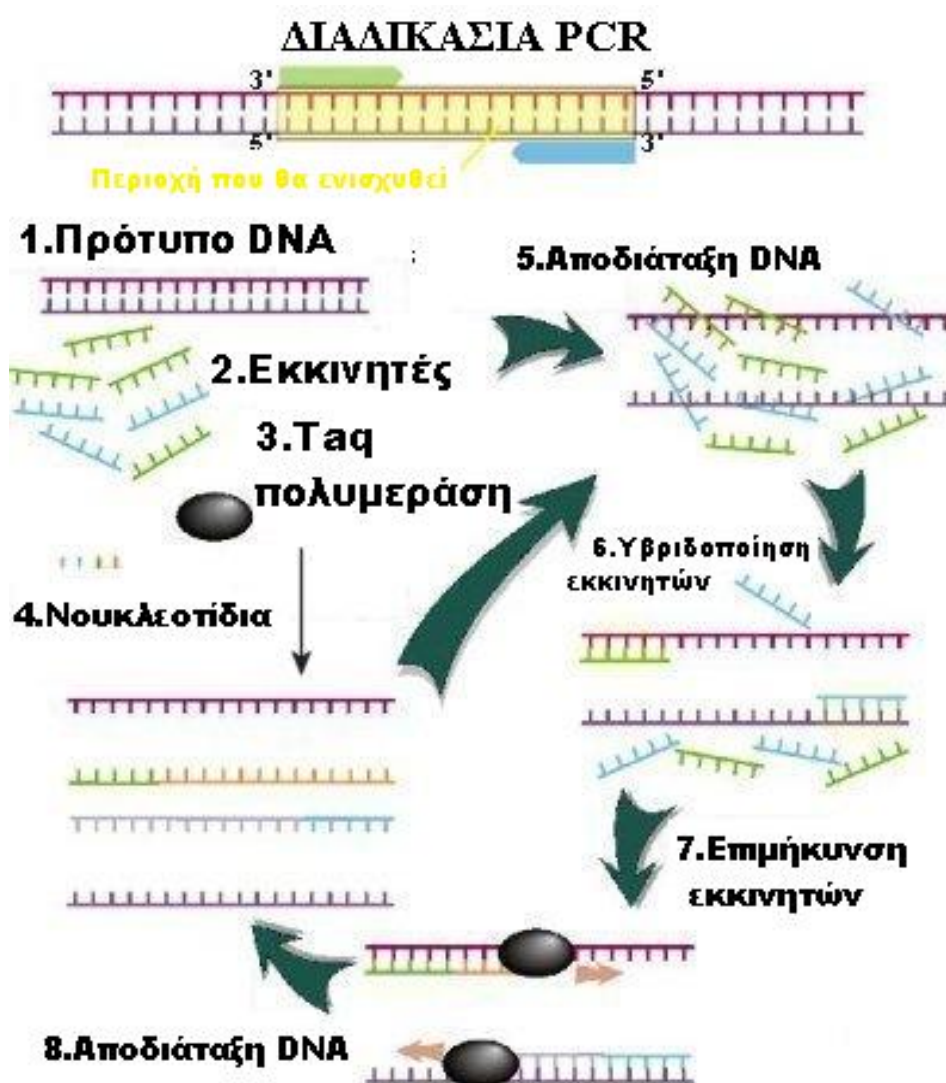 ΔΙΑΔΙΚΑΣΙΑ PCR
3' 5'
5' 3'
Περιοχή που θα ενισχυθεί
1.Πρότυπο DNA
5.Αποδιάταξη DNA
2.Εκκινητές
3.Taq
πολυμεράση
6.Υβριδοποίηση
εκκινητών
4.Νουκλεοτίδια
7.Επιμήκυνση
εκκινητών
8.Αποδιάταξη DNA